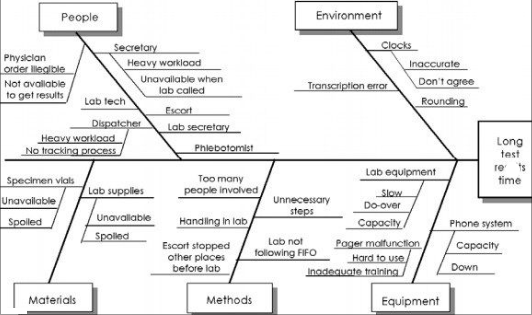 People
Environment
Secretary
Heavy workload
Unavailable when
lab called
Physician
order illegible
Not available
to get results
Lab tech
Escort
Dispatcher
Lab secretary
Heavy workload
No tracking process
Phlebotomist
Clocks
Inaccurate
Don't agree
Transcription error
Rounding
Long
test
time
Specimen vials
Unavailable
Spoiled
Lab supplies
Unavailable
Spoiled
Too many
people involved
Unnecessary
steps
Handling in lab
Lab not
following FIFO
Escort stopped
other places
before lab
Lab equipment
Slow
Do-over
Capacity
Pager malfunction
Hard to use
Inadequate training
Phone system
Capacity
Down
Materials
Methods
Equipment